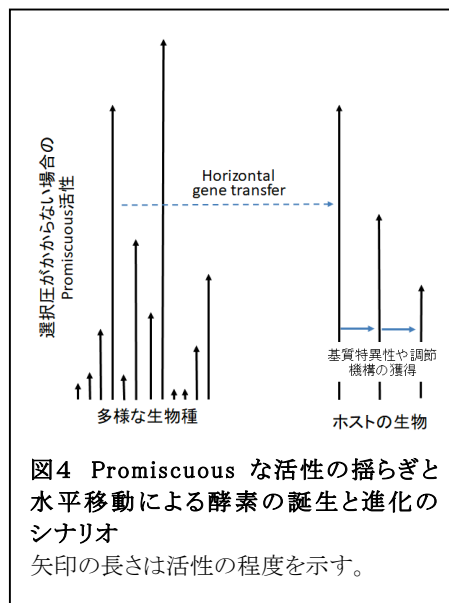 選択圧がかからない場合の
Promiscuous活性
Horizontal
gene transfer
基質特異性や調節
機構の獲得
多様な生物種
ホストの生物
図4 Promiscuous な活性の揺らぎと
水平移動による酵素の誕生と進化の
シナリオ
矢印の長さは活性の程度を示す。